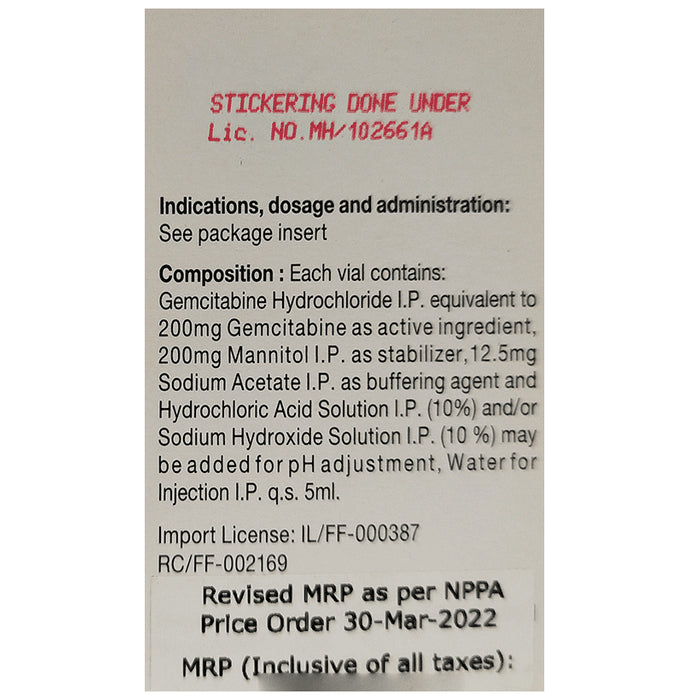 STICKERING DONE UNDER
Lic. NO.MH/102661A
Indications, dosage and administration:
See package insert
Composition : Each vial contains:
Gemcitabine Hydrochloride I.P. equivalent to
200mg Gemcitabine as active ingredient,
200mg Mannitol I.P. as stabilizer,12.5mg
Sodium Acetate I.P. as buffering agent and
Hydrochloric Acid Solution I.P. (10%) and/or
Sodium Hydroxide Solution I.P. (10 %) may
be added for pH adjustment, Water for
Injection I.P. q.s. 5ml.
Import License: IL/FF-000387
RC/FF-002169
Revised MRP as per NPPA
Price Order 30-Mar-2022
MRP (Inclusive of all taxes):